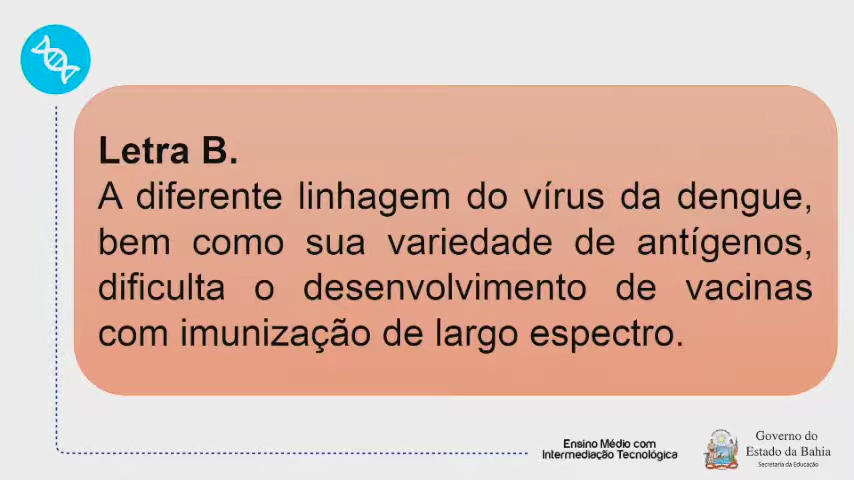 Letra B.
A diferente linhagem do vírus da dengue,
bem como sua variedade de antígenos,
dificulta o desenvolvimento de vacinas
com imunização de largo espectro.
Ensino Médio com
Intermediação Tecnológica
Governo do
Estado da Bahia
Secretaria da Educação